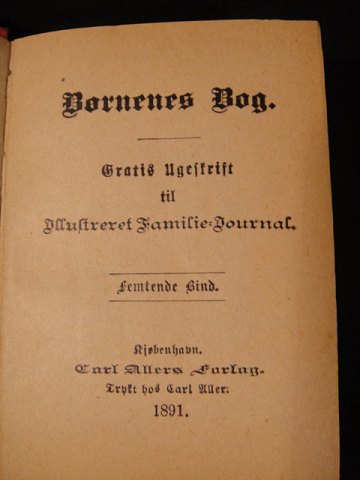 Børnenes Bog.
Gratis Ugeskrift
til
Illustreret Familie-Journal.
Femtende Bind.
Kjøbenhavn.
Carl Allers Forlag.
Trykt hos Carl Aller.
1891.